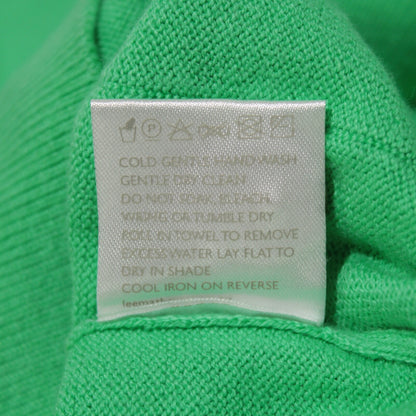 P
COLD GENTLE HAND WASH
GENTLE DRY CLEAN
DO NOT SOAK, BLEACH,
WRING OR TUMBLE DRY
ROLL IN TOWEL TO REMOVE
EXCESS WATER LAY FLAT TO
DRY IN SHADE
COOL IRON ON REVERSE